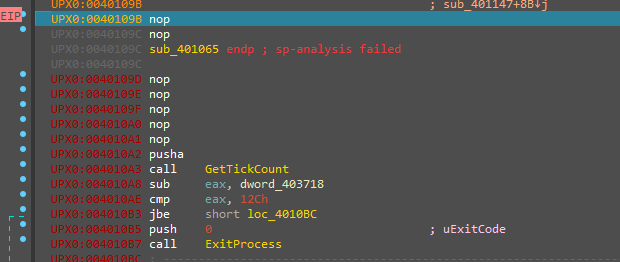 UPX0:0040109B ; sub_401147+8B↓j
EIP UPX0:0040109B nop
UPX0:0040109C nop
UPX0:0040109C sub_401065 endp ; sp-analysis failed
UPX0:0040109C
UPX0:0040109D nop
UPX0:0040109E nop
UPX0:0040109F nop
UPX0:004010A0 nop
UPX0:004010A1 nop
UPX0:004010A2 pusha
UPX0:004010A3 call GetTickCount
UPX0:004010A8 sub eax, dword_403718
UPX0:004010AE cmp eax, 12Ch
UPX0:004010B3 jbe short loc_4010BC
UPX0:004010B5 push 0 ; uExitCode
UPX0:004010B7 call ExitProcess
UPX0:004010BC